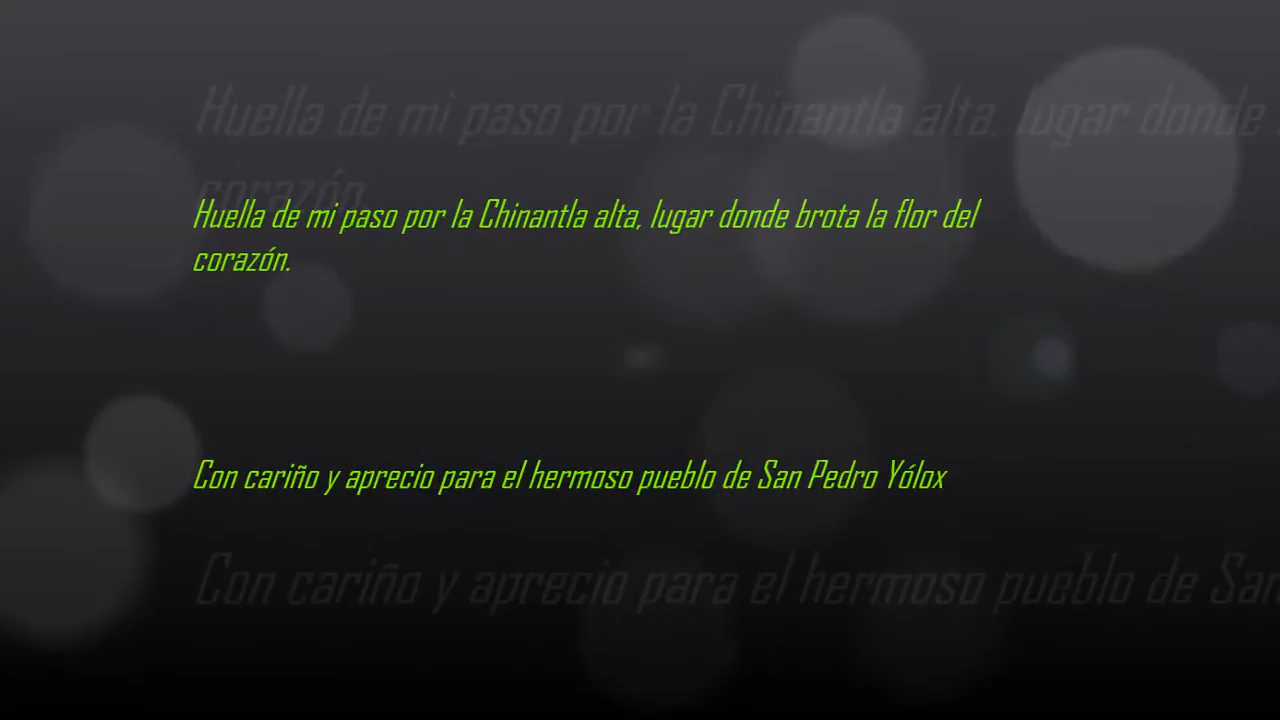 Huella de mi paso por la Chinantla alta, lugar donde brota la flor del
corazón.
Con cariño y aprecio para el hermoso pueblo de San Pedro Yólox